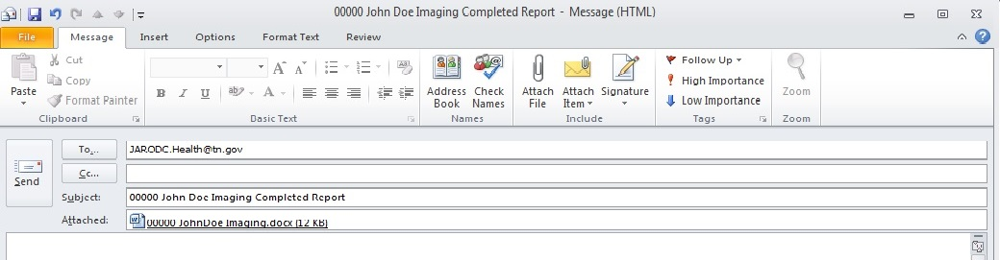 00000 John Doe Imaging Completed Report - Message (HTML)
File Message Insert Options Format Text Review
Paste
Cut
Copy
Format Painter
Clipboard
B I U
Basic Text
Address Book
Check Names
Names
Attach File
Attach Item
Signature
Include
Follow Up
High Importance
Low Importance
Tags
Zoom
Zoom
Send
To...
JARODC.Health@tn.gov
Cc...
Subject:
00000 John Doe Imaging Completed Report
Attached:
00000 JohnDoe Imaging.docx (12 KB)